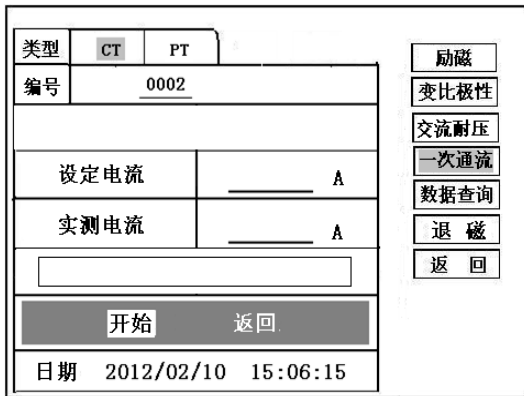 类型 CT PT
编号 0002
设定电流 A
实测电流 A
开始 返回
日期 2012/02/10 15:06:15
励磁
变比极性
交流耐压
一次通流
数据查询
退 磁
返 回